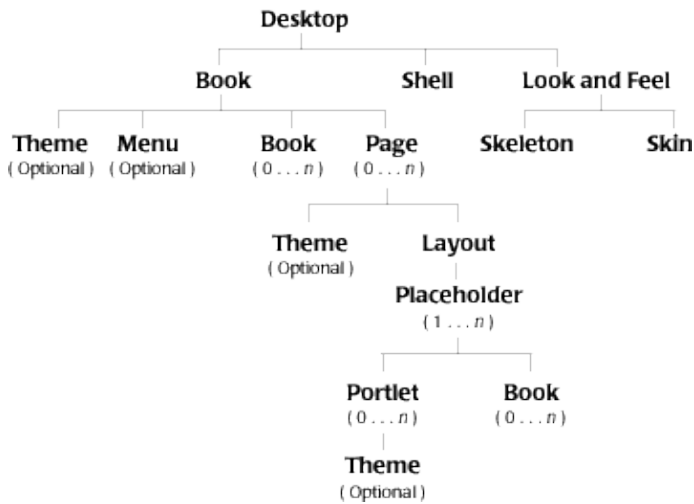 Desktop
Book Shell Look and Feel
Theme Menu Book Page Skeleton Skin
( Optional ) ( Optional ) ( 0 . . . n ) ( 0 . . . n )
Theme Layout
( Optional )
Placeholder
( 1 . . . n )
Portlet Book
( 0 . . . n ) ( 0 . . . n )
Theme
( Optional )